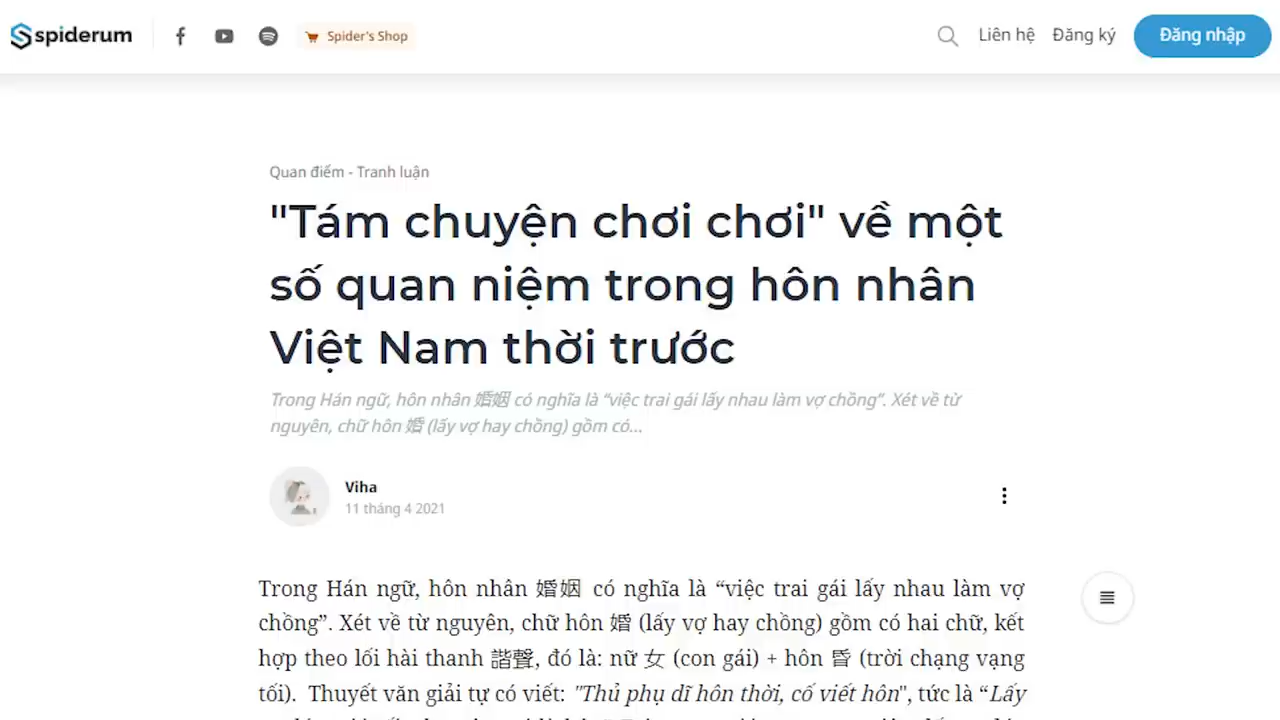 spiderum
Spider's Shop
Liên hệ
Đăng ký
Đăng nhập
Quan điểm - Tranh luận
"Tám chuyện chơi chơi" về một
số quan niệm trong hôn nhân
Việt Nam thời trước
Trong Hán ngữ, hôn nhân 婚姻 có nghĩa là “việc trai gái lấy nhau làm vợ chồng”. Xét về từ
nguyên, chữ hôn 婚 (lấy vợ hay chồng) gồm có...
Viha
11 tháng 4 2021
Trong Hán ngữ, hôn nhân 婚姻 có nghĩa là “việc trai gái lấy nhau làm vợ
chồng”. Xét về từ nguyên, chữ hôn 婚 (lấy vợ hay chồng) gồm có hai chữ, kết
hợp theo lối hài thanh 諧聲, đó là: nữ 女 (con gái) + hôn 昏 (trời chạng vạng
tối). Thuyết văn giải tự có viết: "Thủ phụ dĩ hôn thời, cố viết hôn", tức là “Lấy